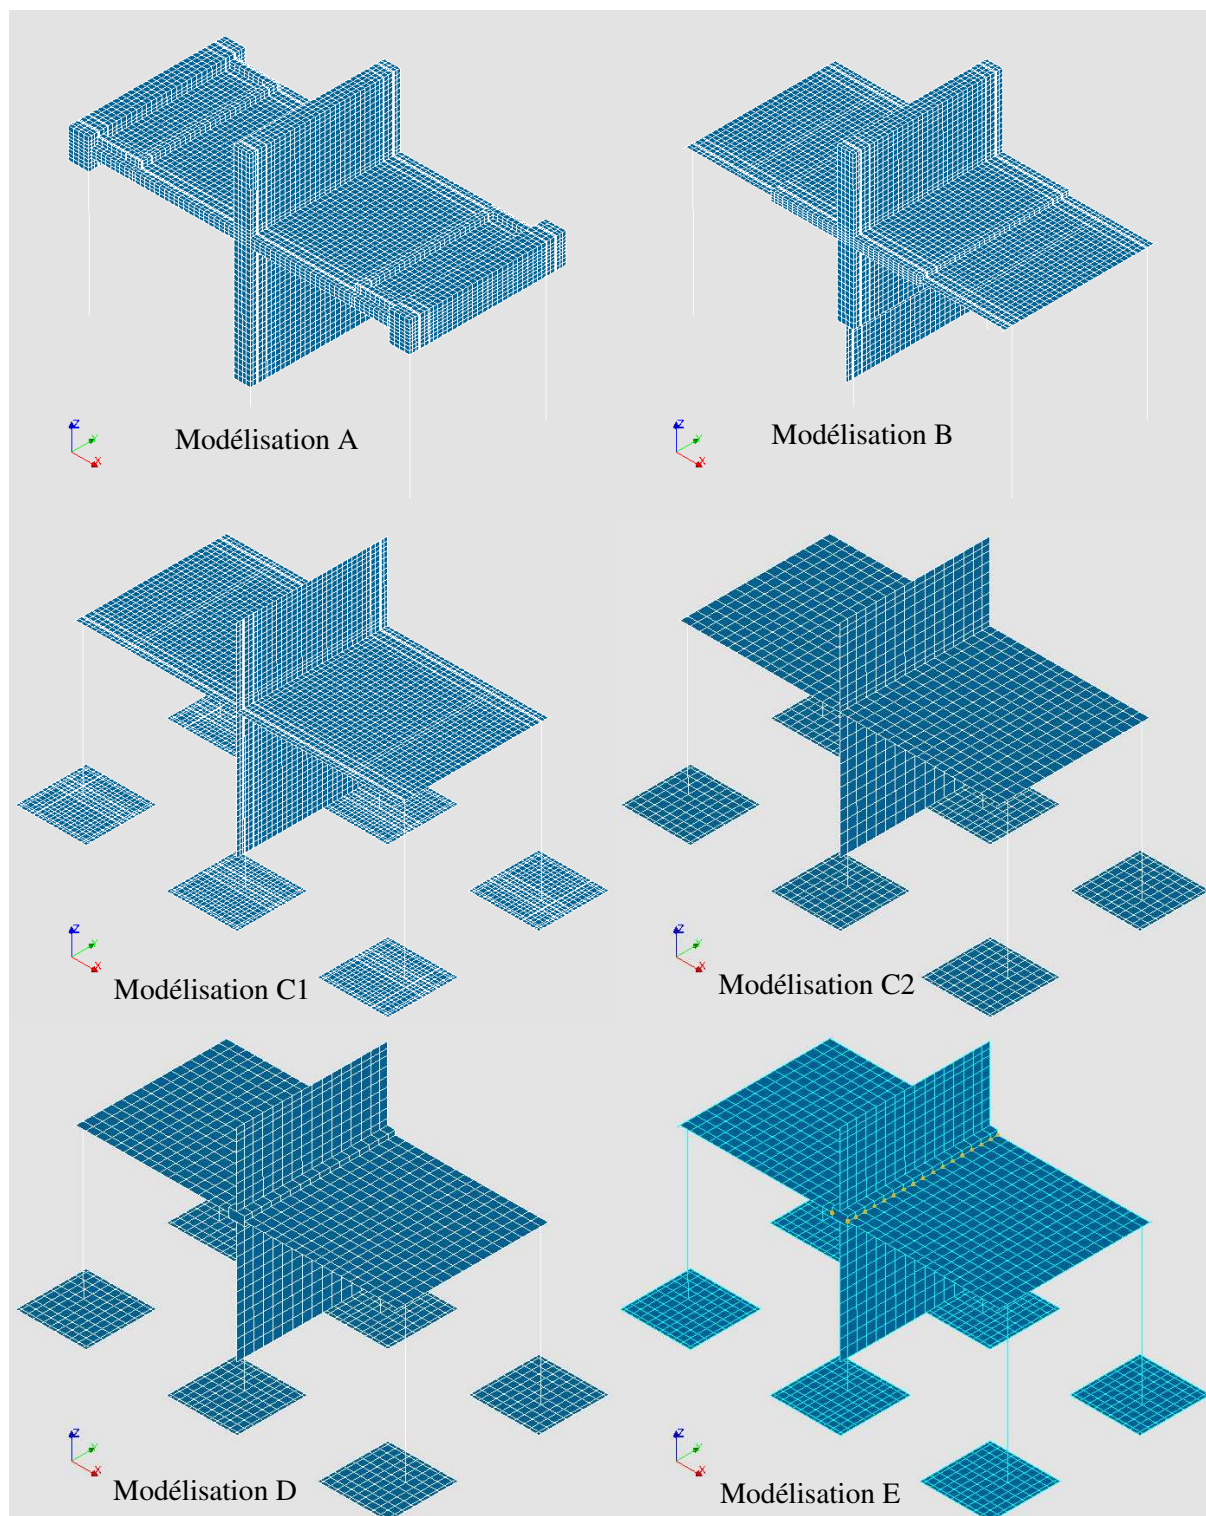 Modélisation A
Modélisation B
Modélisation C1
Modélisation C2
Modélisation D
Modélisation E
Z
Y
X
Z
Y
X
Z
Y
X
Z
Y
X
Z
Y
X
Z
Y
X